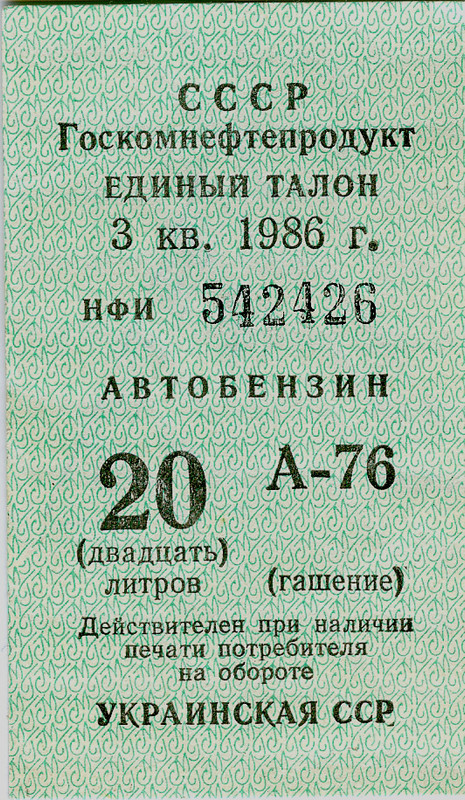 СССР
Госкомнефтепродукт
ЕДИНЫЙ ТАЛОН
3 кв. 1986 г.
НФИ 542426
АВТОБЕНЗИН
20 А-76
(двадцать)
литров (гашение)
Действителен при наличии
печати потребителя
на обороте
УКРАИНСКАЯ ССР